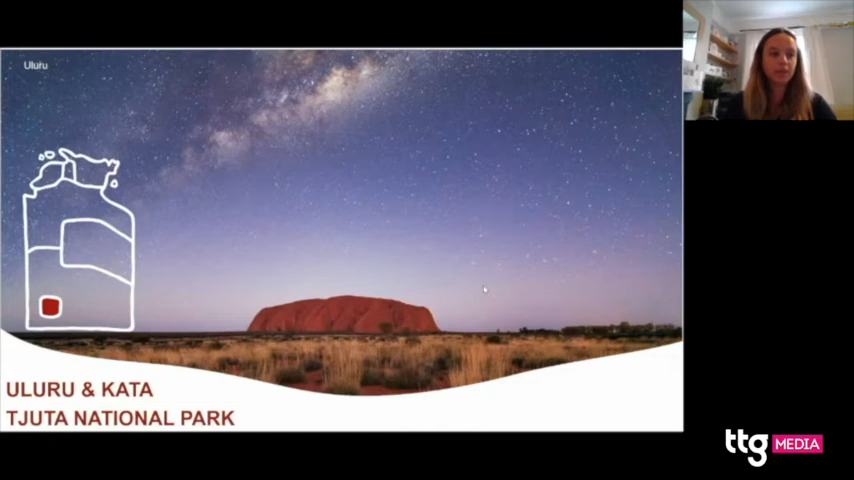 Uluru
ULURU & KATA
TJUTA NATIONAL PARK
ttg MEDIA